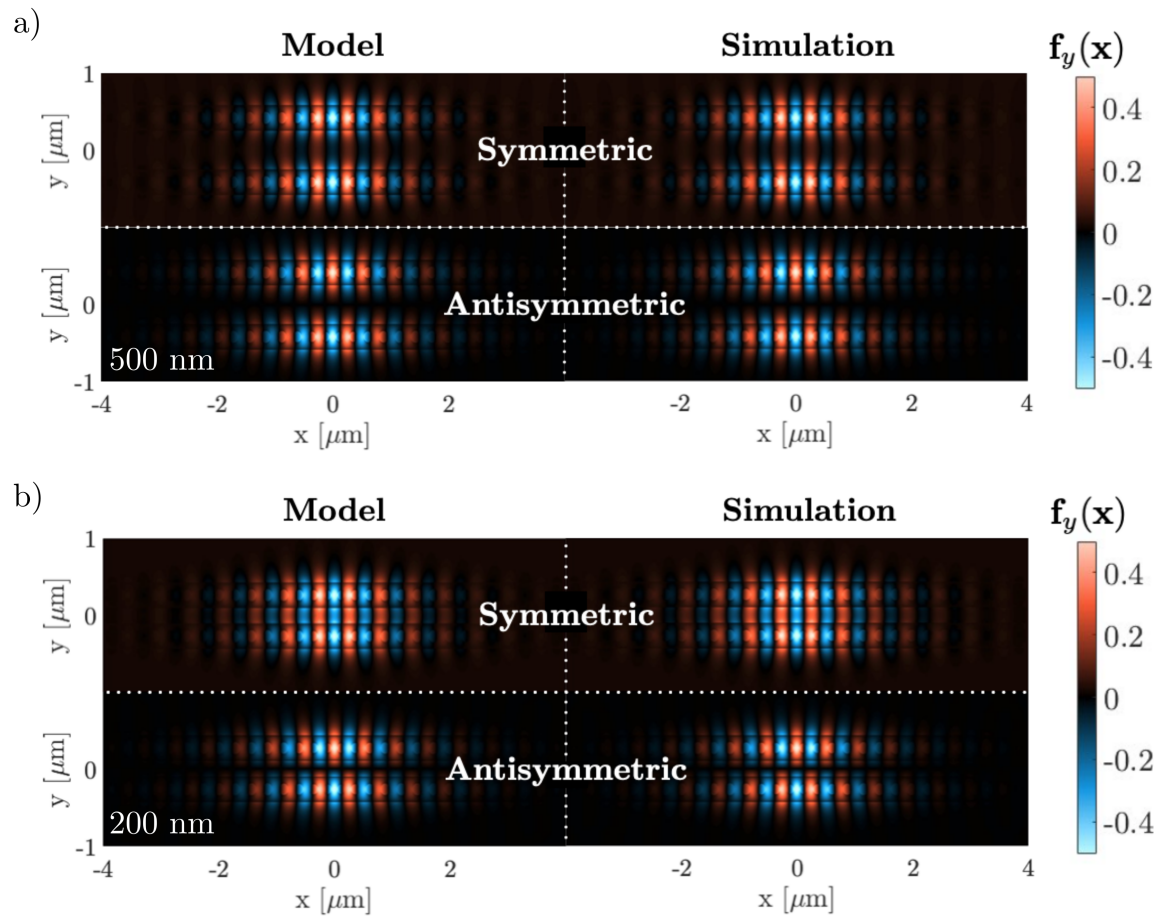 a)
Model Simulation f_y(x)
1
0.4
y [μm] 0 Symmetric 0.2
0
y [μm] 0 Antisymmetric -0.2
500 nm -0.4
-1
-4 -2 0 2 -2 0 2 4
x [μm] x [μm]
b)
Model Simulation f_y(x)
1
0.4
y [μm] 0 Symmetric 0.2
0
y [μm] 0 Antisymmetric -0.2
200 nm -0.4
-1
-4 -2 0 2 -2 0 2 4
x [μm] x [μm]